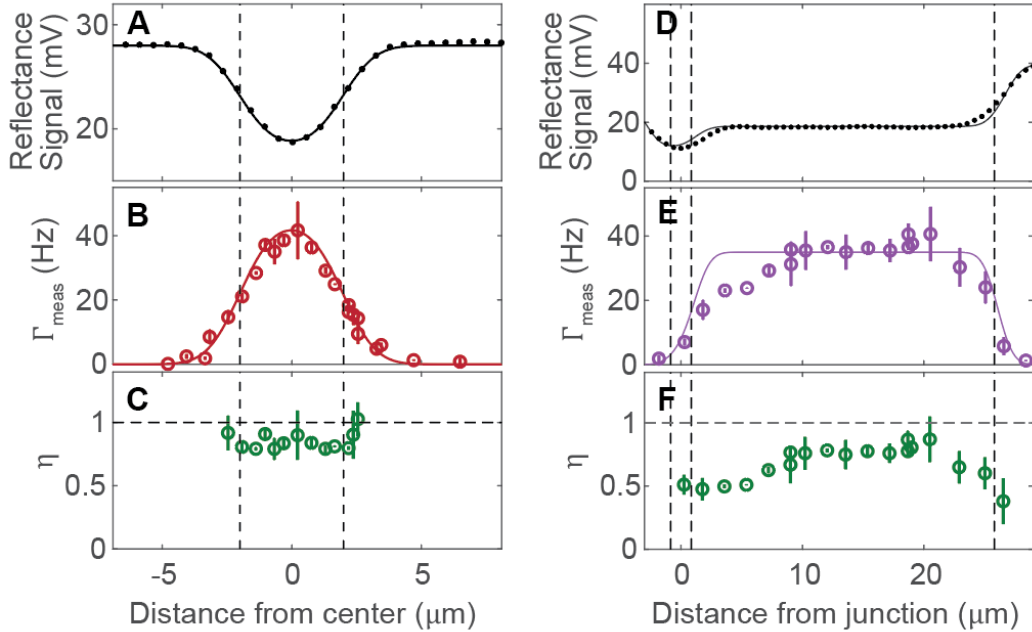 A
Reflectance
Signal (mV)
30
20
B
Γmeas (Hz)
40
20
0
C
η
1
0.5
0
-5
0
5
Distance from center (μm)
D
Reflectance
Signal (mV)
40
20
0
E
Γmeas (Hz)
40
20
0
F
η
1
0.5
0
0
10
20
Distance from junction (μm)